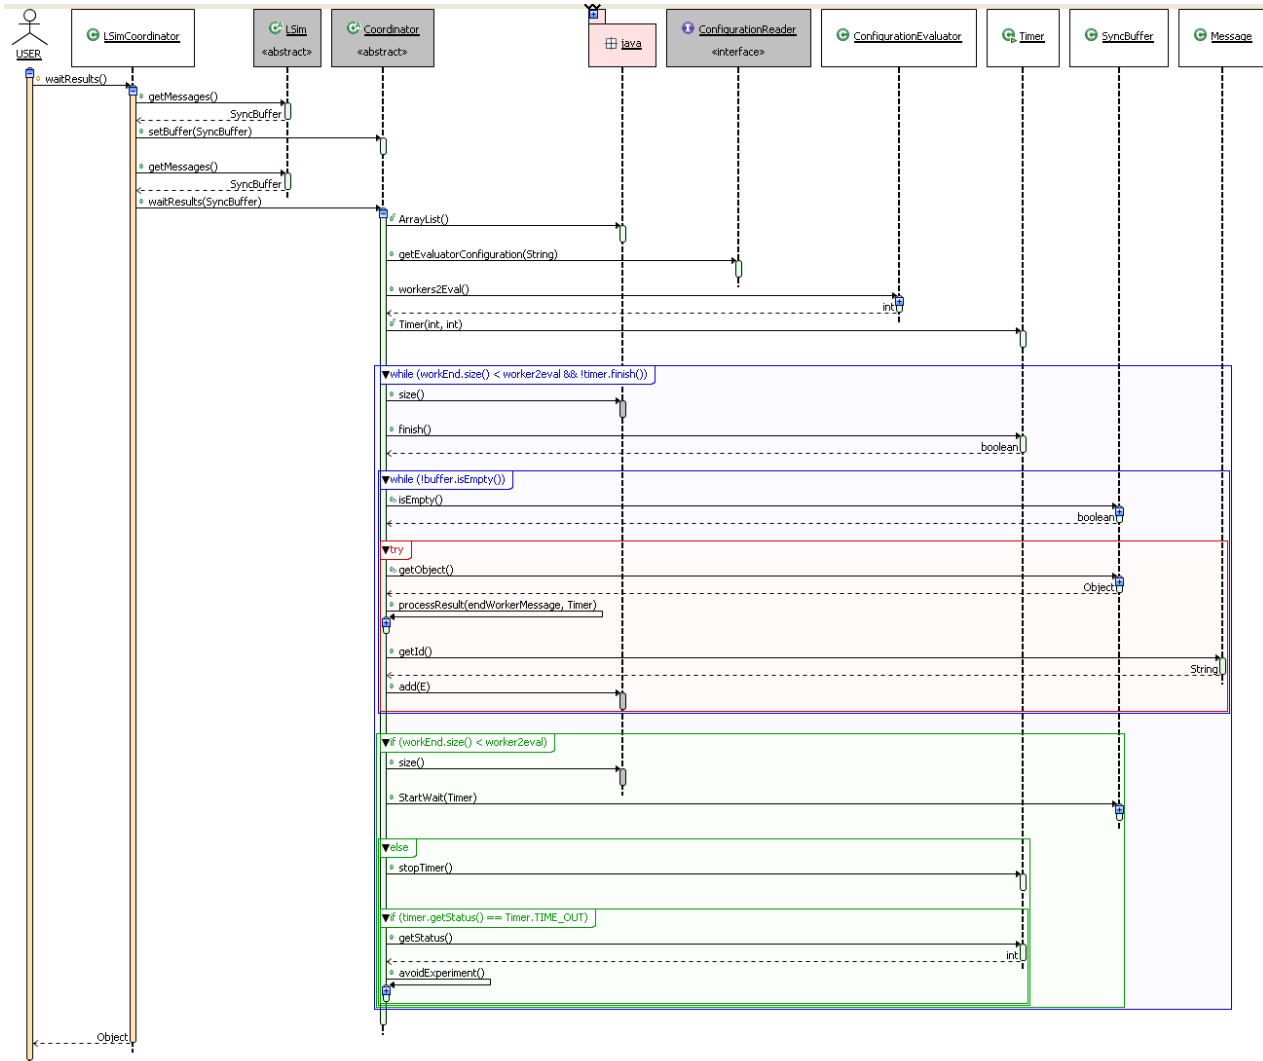 USER
LSimCoordinator
LSim
«abstract»
Coordinator
«abstract»
java
ConfigurationReader
«interface»
ConfigurationEvaluator
Timer
SyncBuffer
Message
waitResults()
getMessages()
SyncBuffer
setBuffer(SyncBuffer)
getMessages()
SyncBuffer
waitResults(SyncBuffer)
ArrayList()
getEvaluatorConfiguration(String)
workers2Eval()
int
Timer(int, int)
while (workEnd.size() < worker2eval && !timer.finish())
size()
finish()
boolean
while (!buffer.isEmpty())
isEmpty()
boolean
try
getObject()
Object
processResult(endWorkerMessage, Timer)
getId()
String
add(E)
if (workEnd.size() < worker2eval)
size()
StartWait(Timer)
else
stopTimer()
if (timer.getStatus() == Timer.TIME_OUT)
getStatus()
int
avoidExperiment()
Object